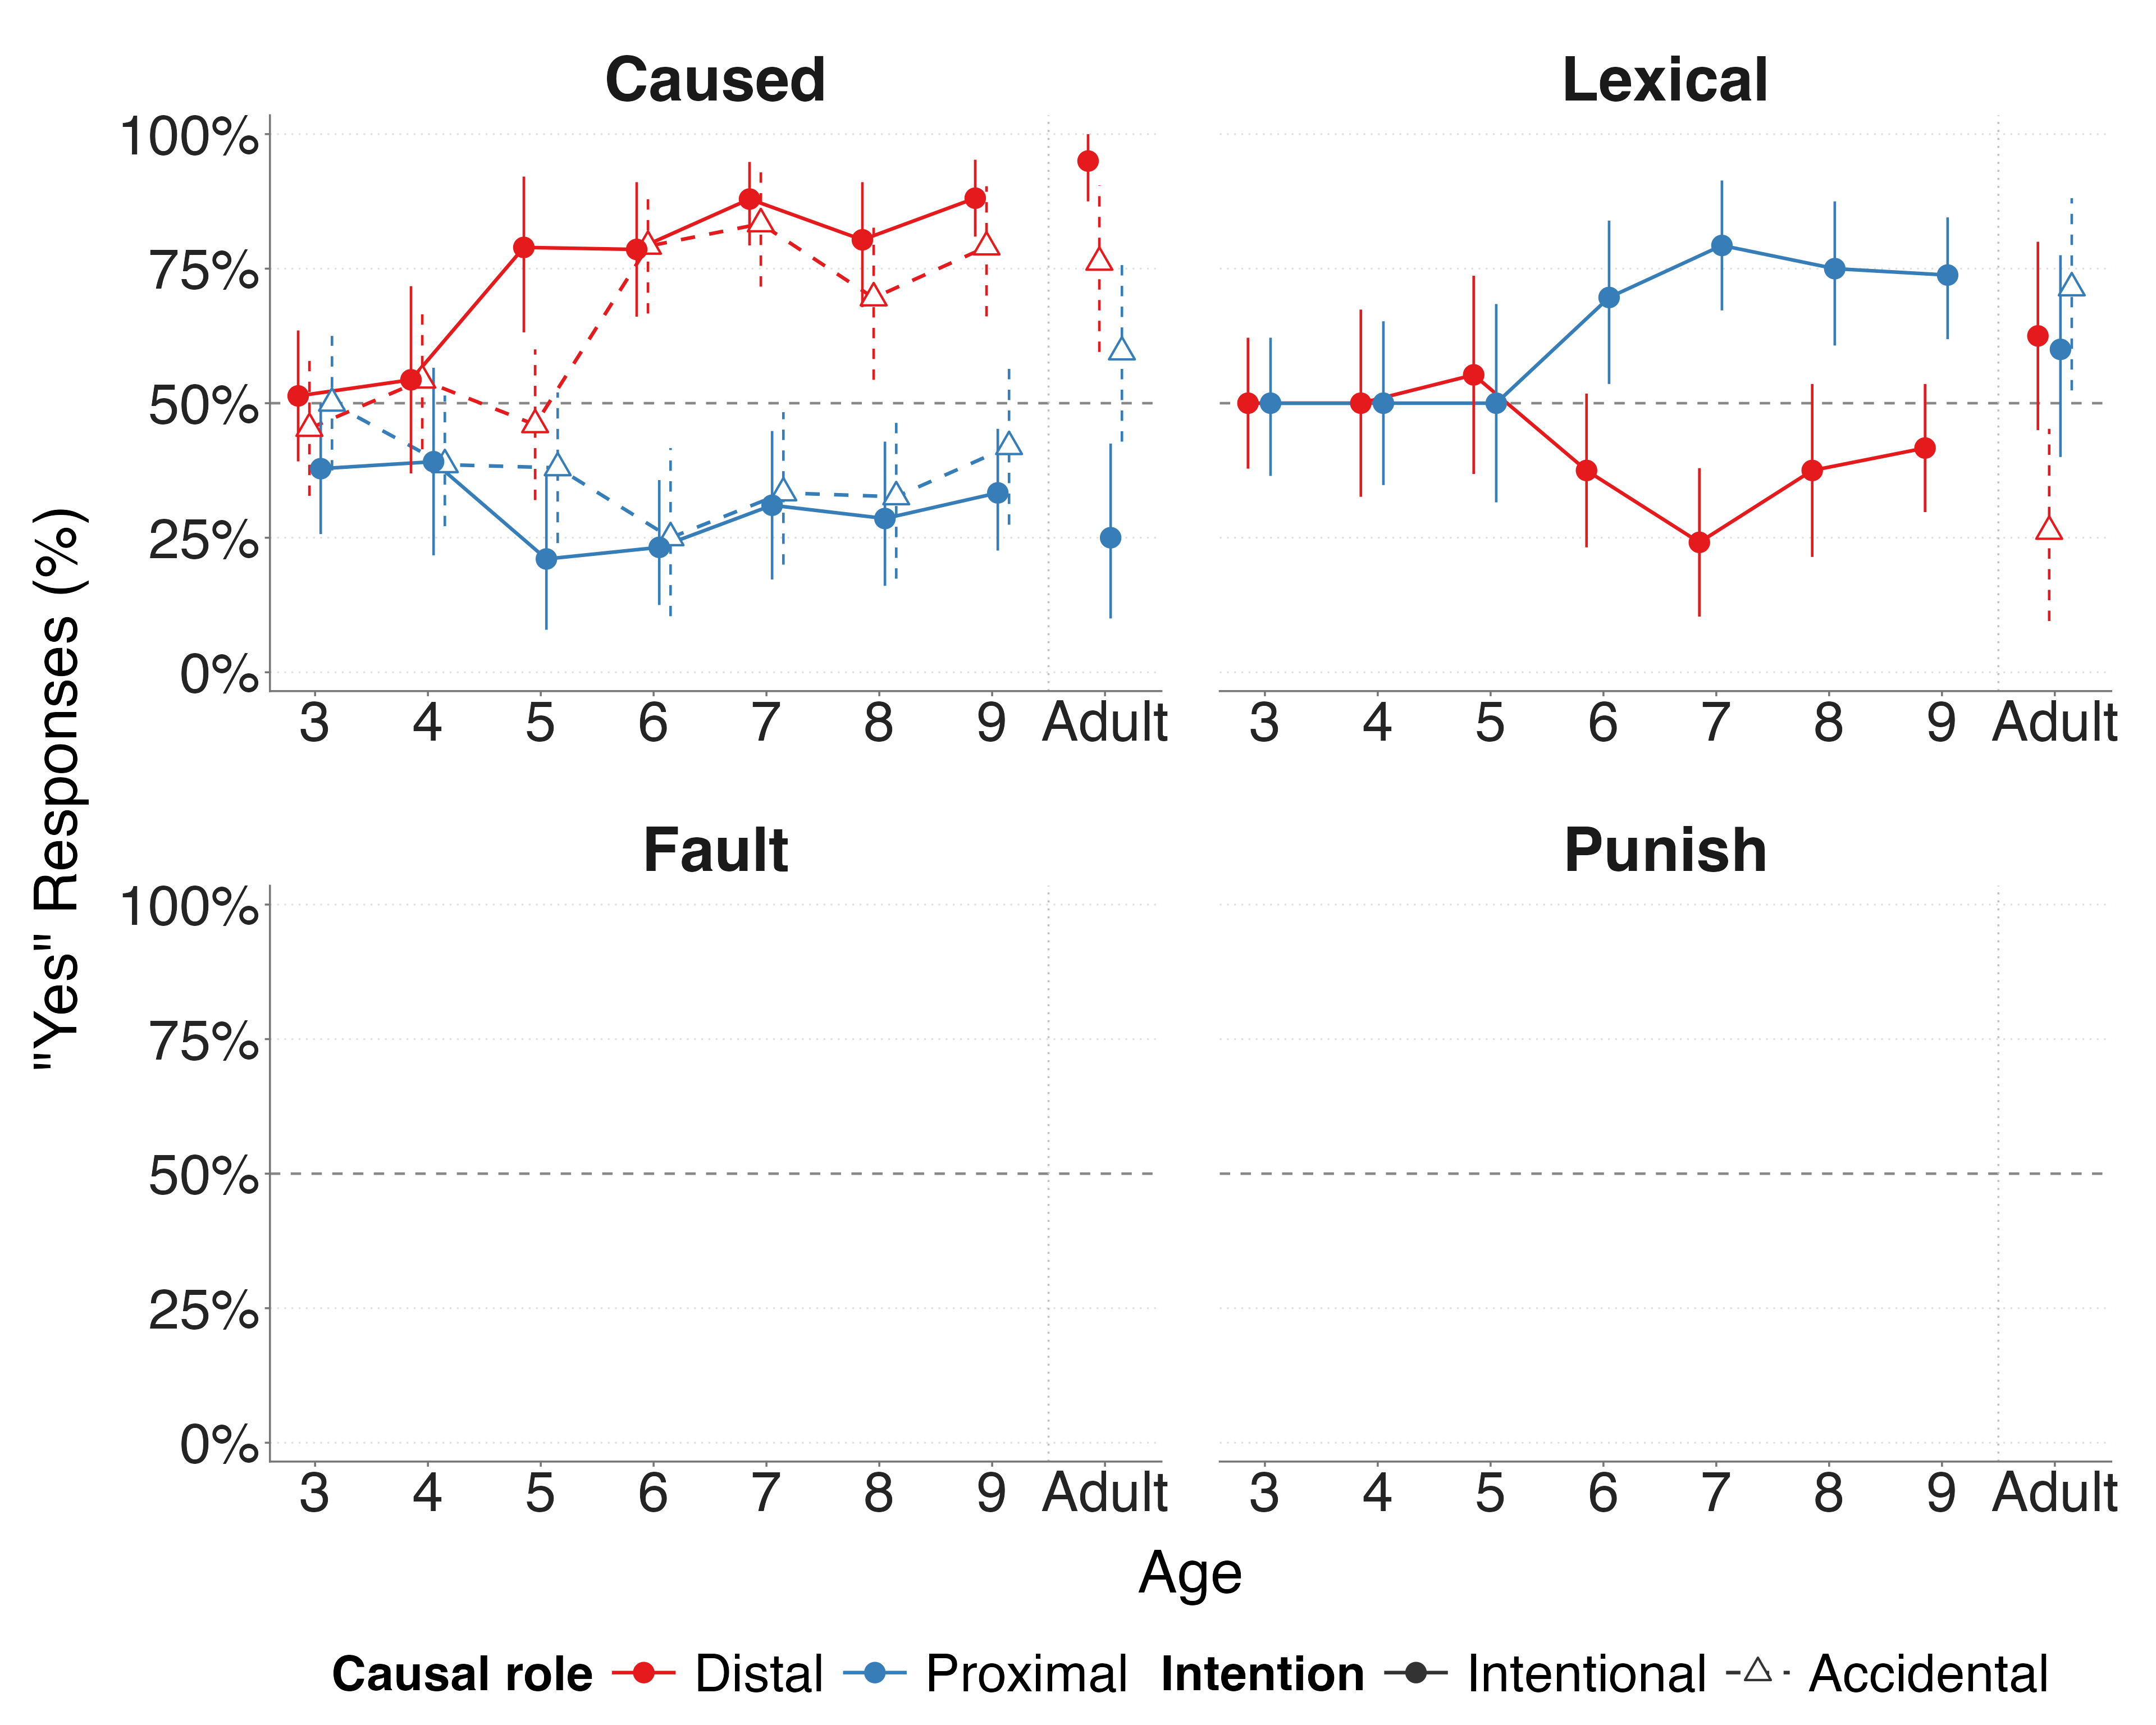 Caused Lexical
100%
75%
50%
25%
0%
3 4 5 6 7 8 9 Adult 3 4 5 6 7 8 9 Adult
"Yes" Responses (%)
Fault Punish
100%
75%
50%
25%
0%
3 4 5 6 7 8 9 Adult 3 4 5 6 7 8 9 Adult
Age
Causal role Distal Proximal Intention Intentional Accidental